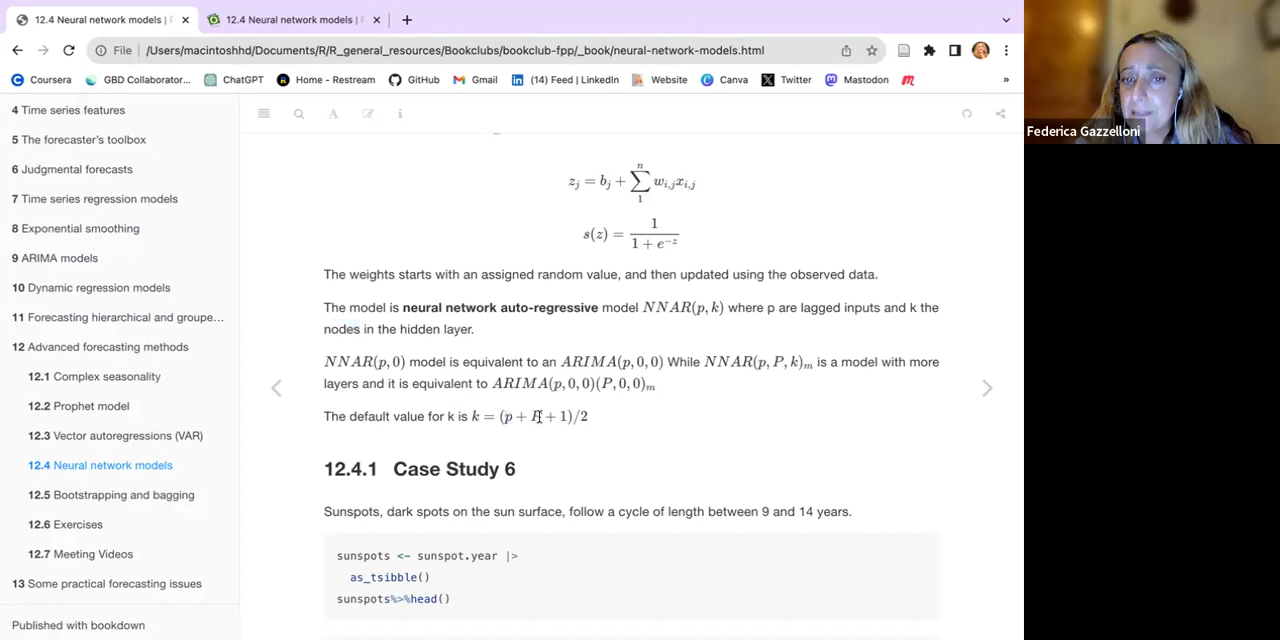 12.4 Neural network models | F
12.4 Neural network models | F
File /Users/macintoshhd/Documents/R/R_general_resources/Bookclubs/bookclub-fpp/_book/neural-network-models.html
Coursera GBD Collaborator... ChatGPT Home - Restream GitHub Gmail (14) Feed | LinkedIn Website Canva Twitter Mastodon »
Federica Gazzelloni
4 Time series features
5 The forecaster's toolbox
6 Judgmental forecasts
7 Time series regression models
8 Exponential smoothing
9 ARIMA models
10 Dynamic regression models
11 Forecasting hierarchical and groupe...
12 Advanced forecasting methods
12.1 Complex seasonality
12.2 Prophet model
12.3 Vector autoregressions (VAR)
12.4 Neural network models
12.5 Bootstrapping and bagging
12.6 Exercises
12.7 Meeting Videos
13 Some practical forecasting issues
Published with bookdown
z_j = b_j + \sum_1^n w_{i,j}x_{i,j}
s(z) = \frac{1}{1 + e^{-z}}
The weights starts with an assigned random value, and then updated using the observed data.
The model is neural network auto-regressive model NNAR(p, k) where p are lagged inputs and k the
nodes in the hidden layer.
NNAR(p, 0) model is equivalent to an ARIMA(p, 0, 0) While NNAR(p, P, k)_m is a model with more
layers and it is equivalent to ARIMA(p, 0, 0)(P, 0, 0)_m
The default value for k is k = (p + P + 1)/2
12.4.1 Case Study 6
Sunspots, dark spots on the sun surface, follow a cycle of length between 9 and 14 years.
sunspots <- sunspot.year |>
as_tsibble()
sunspots%>%head()